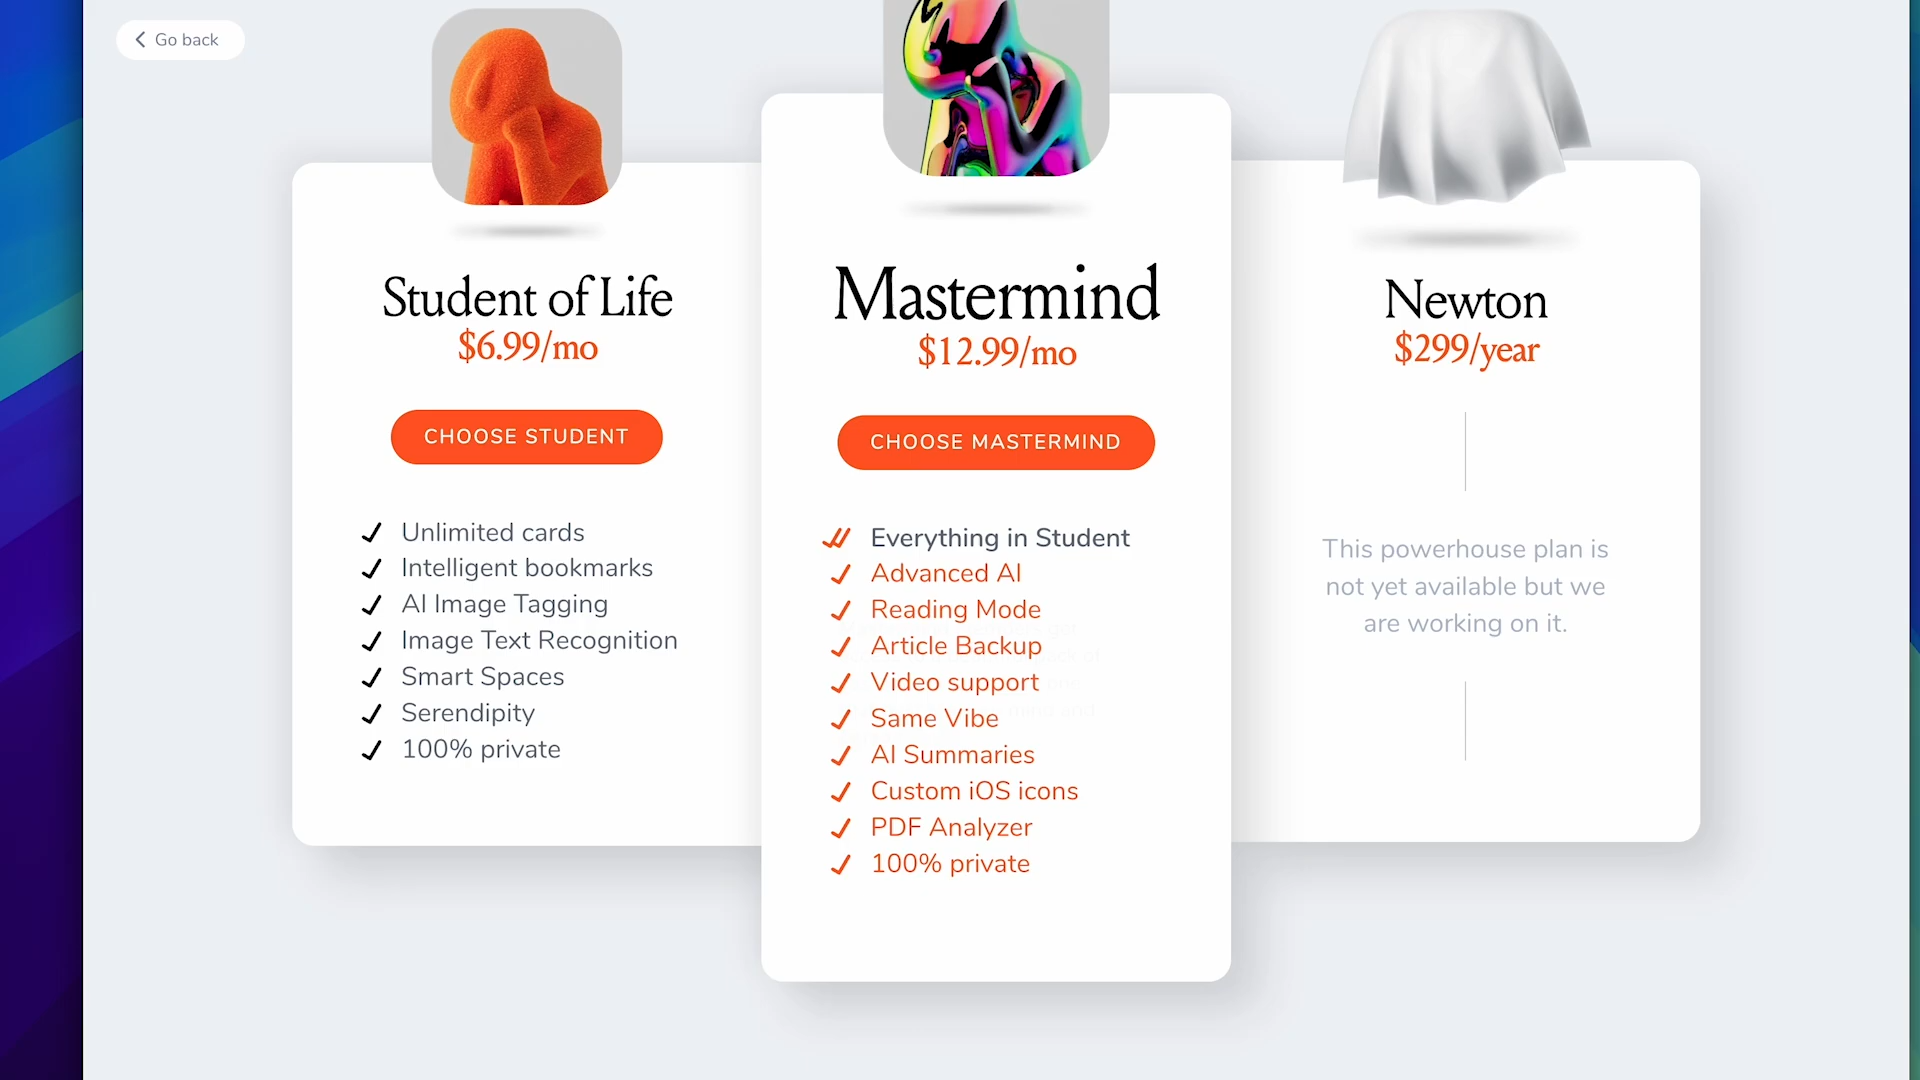 Go back
Student of Life
$6.99/mo
CHOOSE STUDENT
Unlimited cards
Intelligent bookmarks
AI Image Tagging
Image Text Recognition
Smart Spaces
Serendipity
100% private
Mastermind
$12.99/mo
CHOOSE MASTERMIND
Everything in Student
Advanced AI
Reading Mode
Article Backup
Video support
Same Vibe
AI Summaries
Custom iOS icons
PDF Analyzer
100% private
Newton
$299/year
This powerhouse plan is
not yet available but we
are working on it.